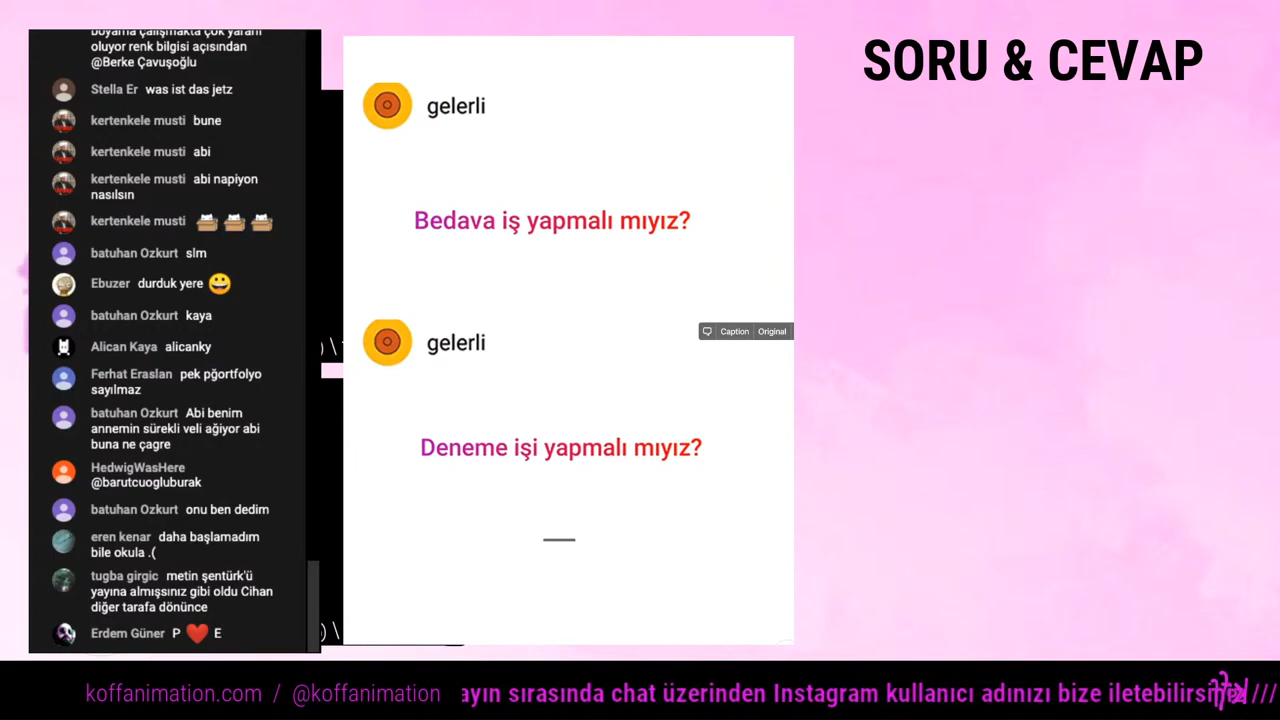 boyama çalışmakta çok yararlı
oluyor renk bilgisi açısından
@Berke Çavuşoğlu
Stella Er was ist das jetz
kertenkele musti bune
kertenkele musti abi
kertenkele musti abi napiyon
nasılsın
kertenkele musti
batuhan Ozkurt slm
Ebuzer durduk yere 😀
batuhan Ozkurt kaya
Alican Kaya alicanky
Ferhat Eraslan pek pğortfolyo
sayılmaz
batuhan Ozkurt Abi benim
annemin sürekli veli ağiyor abi
buna ne çagre
HedwigWasHere
@barutcuogluburak
batuhan Ozkurt onu ben dedim
eren kenar daha başlamadım
bile okula .(
tugba girgic metin şentürk'ü
yayına almışsınız gibi oldu Cihan
diğer tarafa dönünce
Erdem Güner P ❤️ E
gelerli
Bedava iş yapmalı mıyız?
Caption Original
gelerli
Deneme işi yapmalı mıyız?
SORU & CEVAP
koffanimation.com / @koffanimation ayın sırasında chat üzerinden Instagram kullanıcı adınızı bize iletebilirsiniz ///